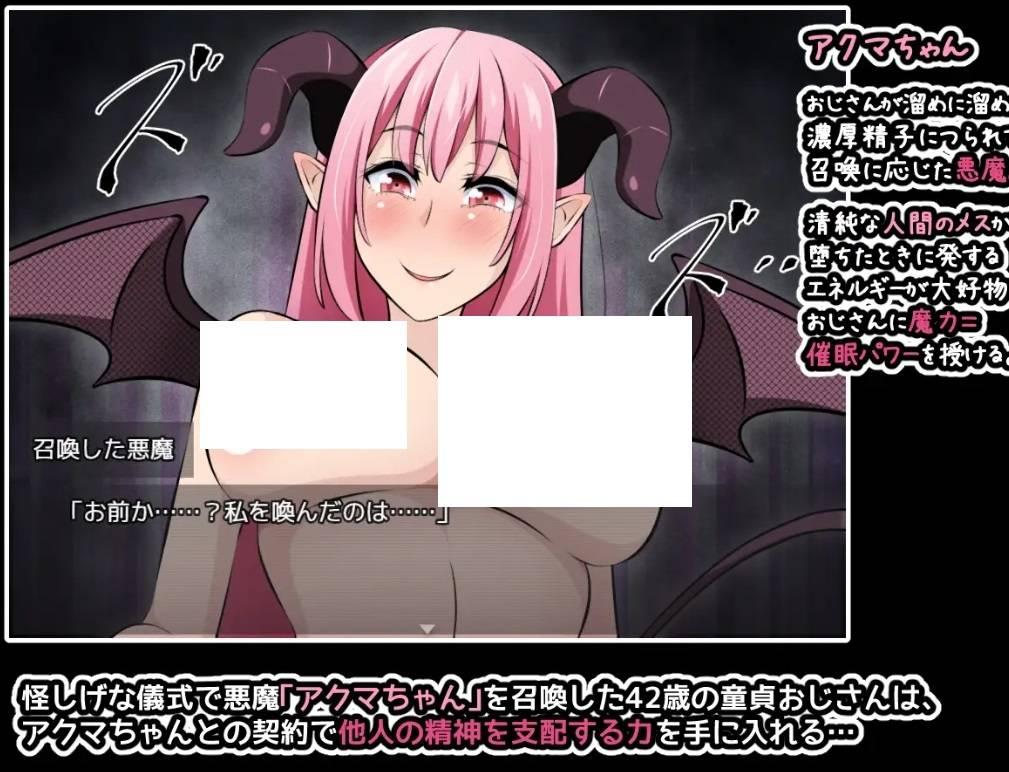 アクマちゃん
おじさんが溜めに溜め
濃厚精子につられて
召喚に応じた悪魔
清純な人間のメスが
堕ちたときに発する
エネルギーが大好物
おじさんに魔力=
催眠パワーを授ける。
ズッ
ズッ…
召喚した悪魔
「お前か……？私を喚んだのは……」
怪しげな儀式で悪魔「アクマちゃん」を召喚した42歳の童貞おじさんは、
アクマちゃんとの契約で他人の精神を支配する力を手に入れる…